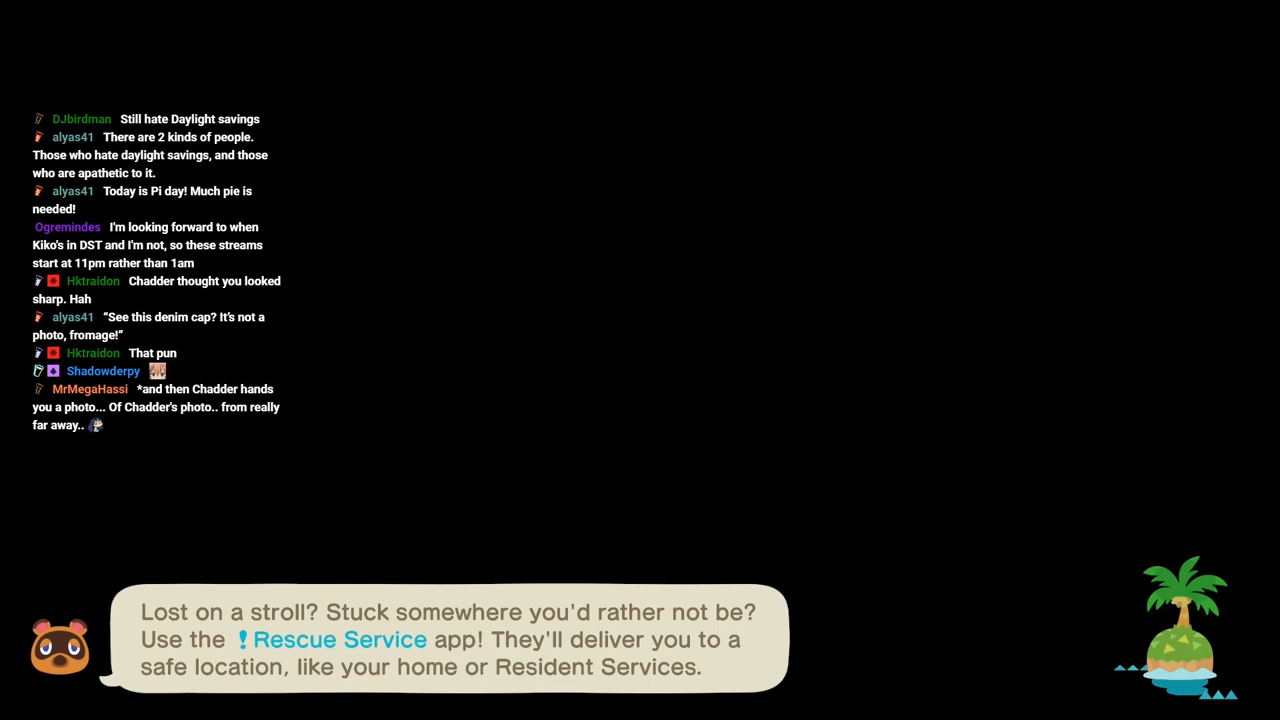 DJbirdman Still hate Daylight savings
alyas41 There are 2 kinds of people.
Those who hate daylight savings, and those
who are apathetic to it.
alyas41 Today is Pi day! Much pie is
needed!
Ogremindes I'm looking forward to when
Kiko's in DST and I'm not, so these streams
start at 11pm rather than 1am
Hktraidon Chadder thought you looked
sharp. Hah
alyas41 “See this denim cap? It’s not a
photo, fromage!”
Hktraidon That pun
Shadowderpy
MrMegaHassi *and then Chadder hands
you a photo... Of Chadder's photo.. from really
far away..
Lost on a stroll? Stuck somewhere you'd rather not be?
Use the ! Rescue Service app! They'll deliver you to a
safe location, like your home or Resident Services.